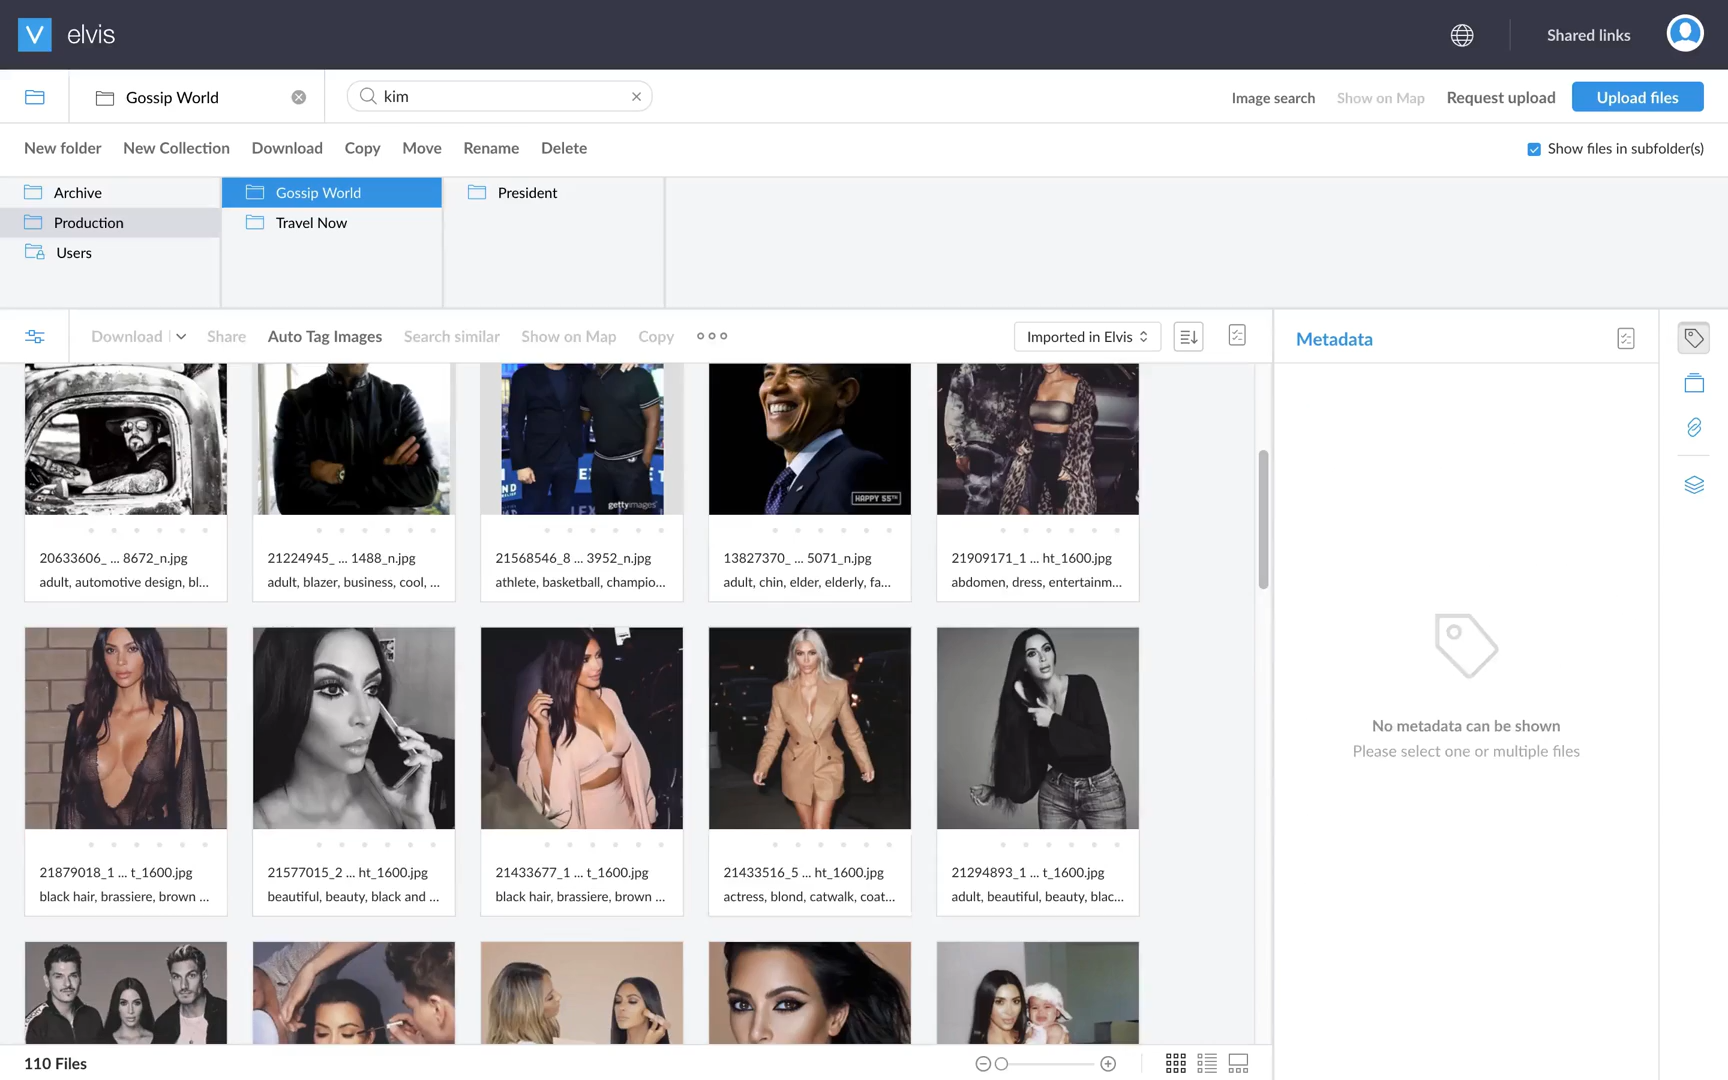 elvis
Shared links
Gossip World
kim
Image search
Show on Map
Request upload
Upload files
New folder
New Collection
Download
Copy
Move
Rename
Delete
Show files in subfolder(s)
Archive
Gossip World
President
Production
Travel Now
Users
Download
Share
Auto Tag Images
Search similar
Show on Map
Copy
Imported in Elvis
Metadata
gettyimages
HAPPY 55TH
20633606_ ... 8672_n.jpg
adult, automotive design, bl...
21224945_ ... 1488_n.jpg
adult, blazer, business, cool, ...
21568546_8 ... 3952_n.jpg
athlete, basketball, champio...
13827370_ ... 5071_n.jpg
adult, chin, elder, elderly, fa...
21909171_1 ... ht_1600.jpg
abdomen, dress, entertainm...
21879018_1 ... t_1600.jpg
black hair, brassiere, brown ...
21577015_2 ... ht_1600.jpg
beautiful, beauty, black and ...
21433677_1 ... t_1600.jpg
black hair, brassiere, brown ...
21433516_5 ... ht_1600.jpg
actress, blond, catwalk, coat...
21294893_1 ... t_1600.jpg
adult, beautiful, beauty, blac...
No metadata can be shown
Please select one or multiple files
110 Files